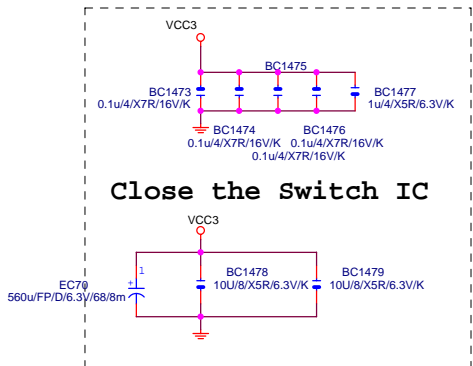 VCC3
BC1475
BC1473
0.1u/4/X7R/16V/K
BC1477
1u/4/X5R/6.3V/K
BC1474
0.1u/4/X7R/16V/K
BC1476
0.1u/4/X7R/16V/K
0.1u/4/X7R/16V/K
Close the Switch IC
VCC3
1
+
EC70
560u/FP/D/6.3V/68/8m
BC1478
10U/8/X5R/6.3V/K
BC1479
10U/8/X5R/6.3V/K